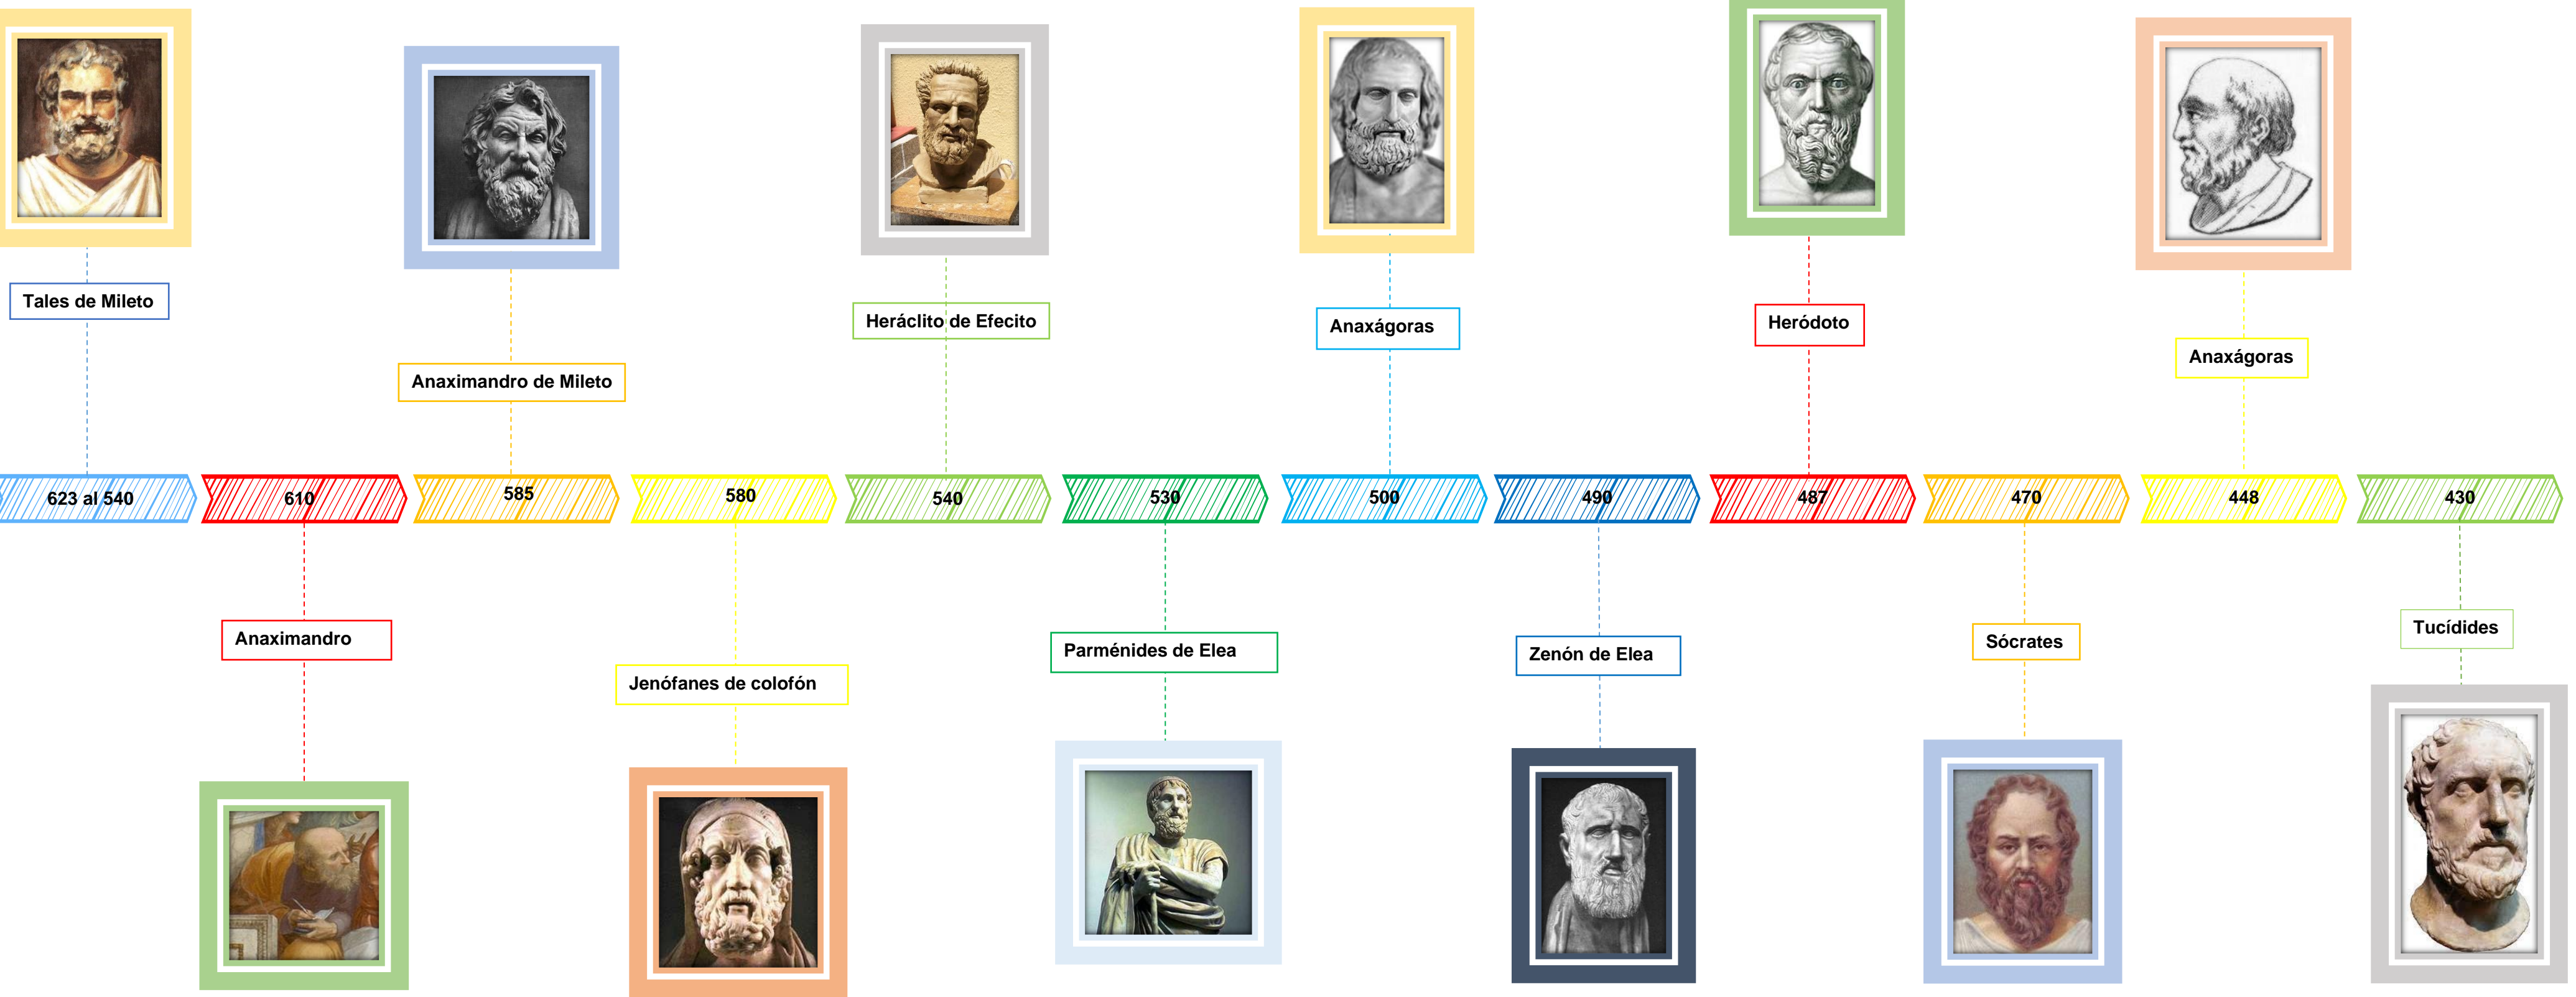 Tales de Mileto
Anaximandro de Mileto
Heráclito de Efecito
Anaxágoras
Heródoto
Anaxágoras
623 al 540
610
585
580
540
530
500
490
487
470
448
430
Anaximandro
Jenófanes de colofón
Parménides de Elea
Zenón de Elea
Sócrates
Tucídides